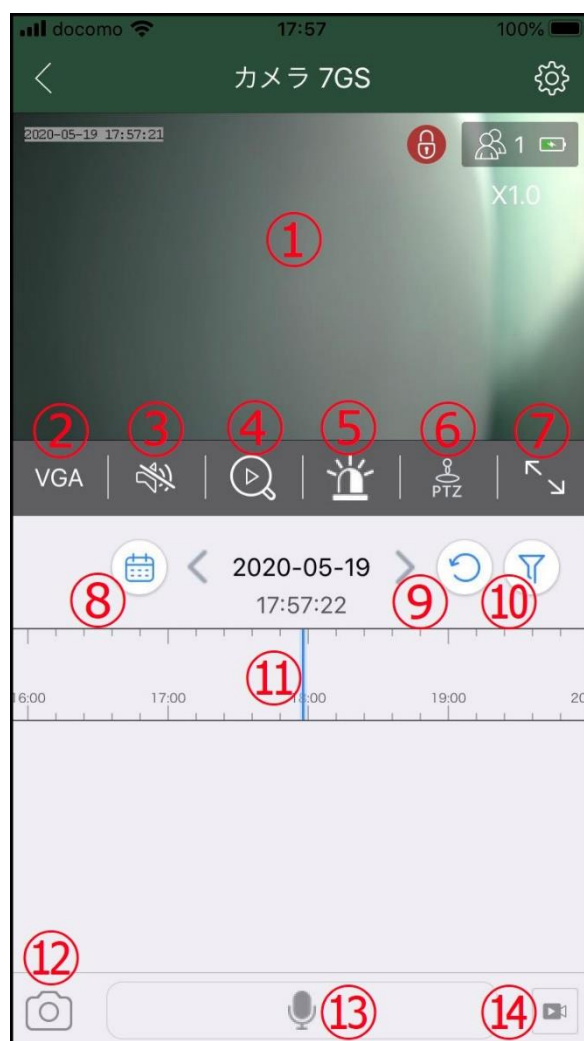 docomo 17:57 100%
カメラ 7GS
2020-05-19 17:57:21
1
X1.0
①
② ③ ④ ⑤ ⑥ ⑦
VGA PTZ
2020-05-19
⑧ 17:57:22 ⑨ ⑩
⑪
16:00 17:00 18:00 19:00 20
⑫
⑬ ⑭